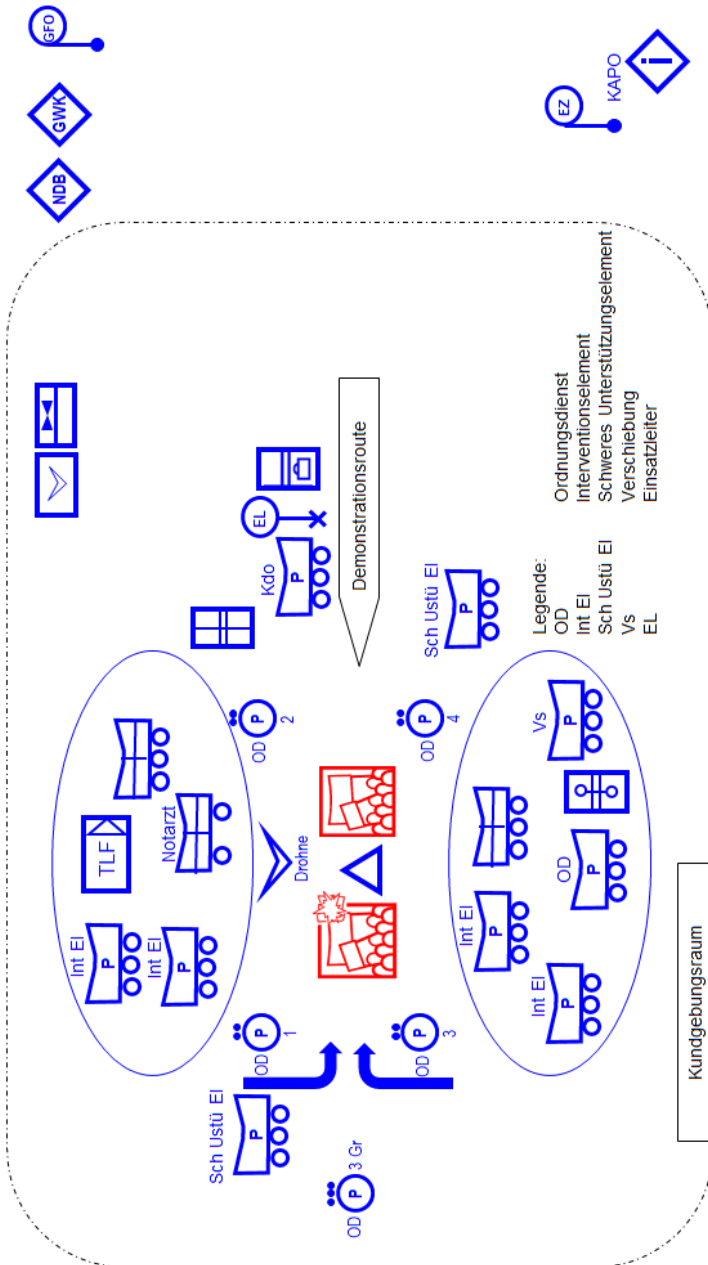 GFO
GWK
NDB
EZ
KAPO
i
Kdo
P
EL
Demonstrationsroute
Sch Ustü El
P
TLF
Notarzt
Int El
P
Int El
P
OD P 2
OD P 4
Drohne
OD P 1
OD P 3
Int El
P
Int El
P
OD
P
Vs
P
Sch Ustü El
P
OD P 3 Gr
Kundgebungsraum
Legende:
OD Ordnungsdienst
Int El Interventionselement
Sch Ustü El Schweres Unterstützungselement
Vs Verschiebung
EL Einsatzleiter